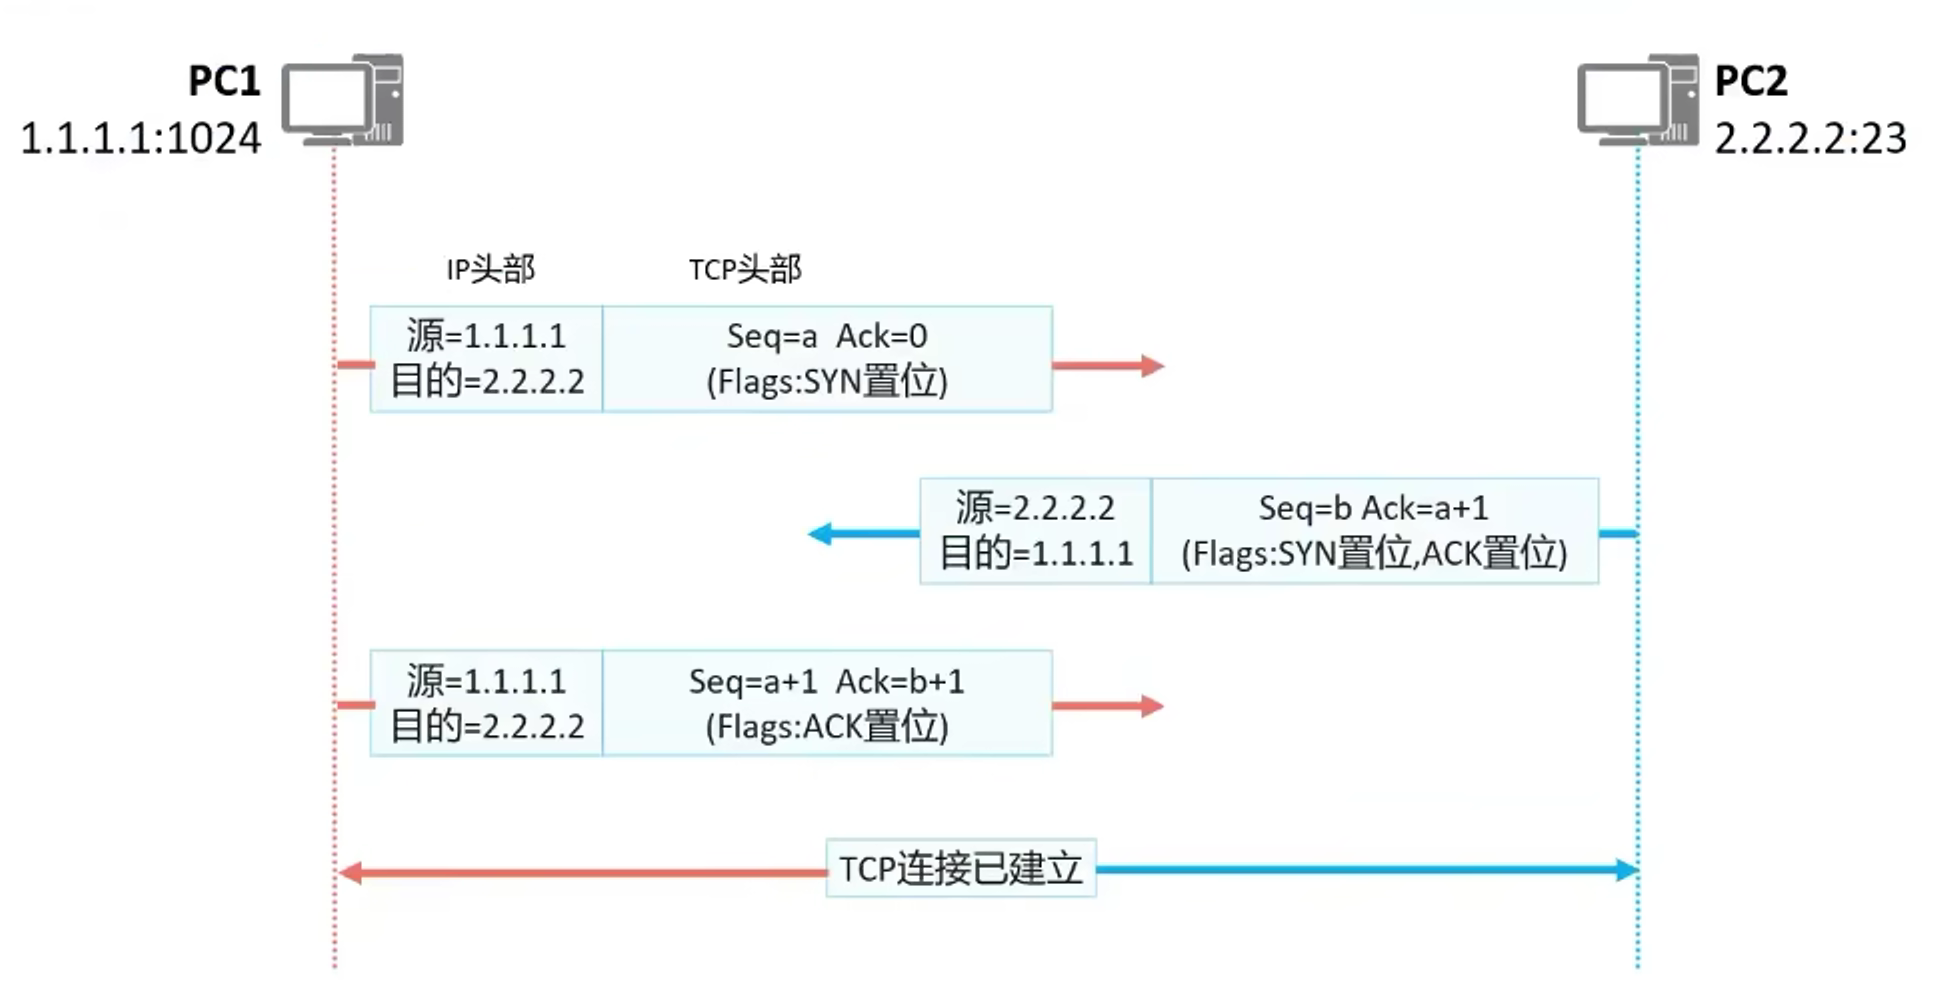 PC1
1.1.1.1:1024
PC2
2.2.2.2:23
IP头部
TCP头部
源=1.1.1.1
目的=2.2.2.2
Seq=a  Ack=0
(Flags:SYN置位)
源=2.2.2.2
目的=1.1.1.1
Seq=b Ack=a+1
(Flags:SYN置位,ACK置位)
源=1.1.1.1
目的=2.2.2.2
Seq=a+1  Ack=b+1
(Flags:ACK置位)
TCP连接已建立